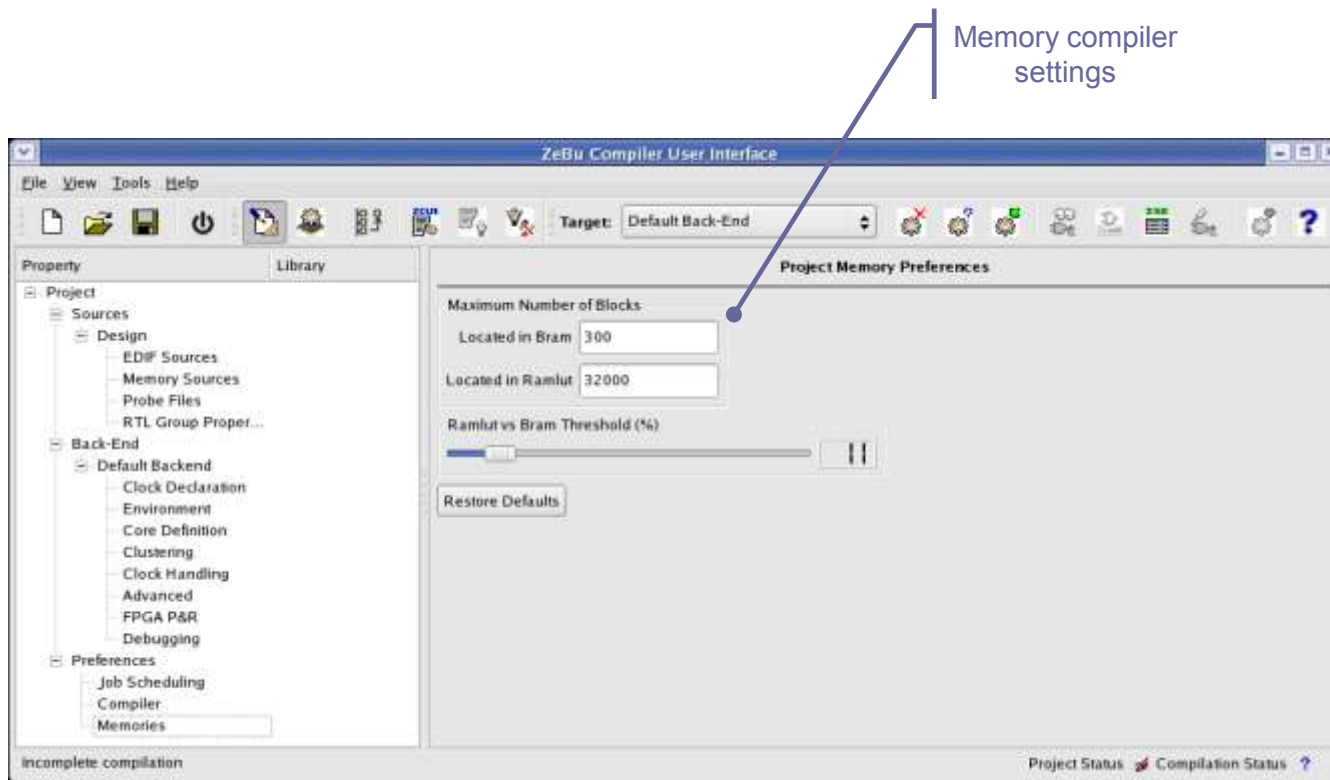 Memory compiler
settings
ZeBu Compiler User Interface
File View Tools Help
Target: Default Back-End
Property Library
Project Memory Preferences
Project
Sources
Design
EDIF Sources
Memory Sources
Probe Files
RTL Group Proper...
Back-End
Default Backend
Clock Declaration
Environment
Core Definition
Clustering
Clock Handling
Advanced
FPGA P&R
Debugging
Preferences
Job Scheduling
Compiler
Memories
Maximum Number of Blocks
Located in Bram 300
Located in Ramlut 32000
Ramlut vs Bram Threshold (%)
11
Restore Defaults
Incomplete compilation
Project Status Compilation Status ?